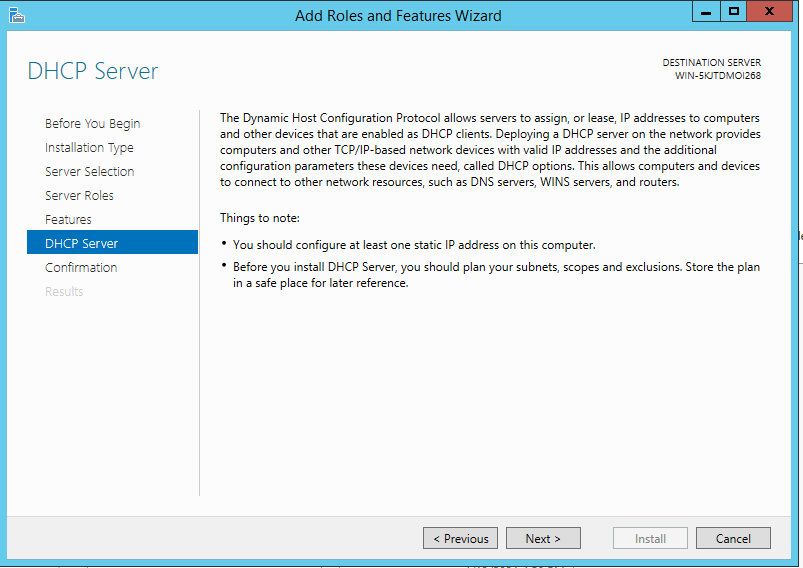 Add Roles and Features Wizard
DHCP Server
DESTINATION SERVER
WIN-5KJTDMOI268
Before You Begin
Installation Type
Server Selection
Server Roles
Features
DHCP Server
Confirmation
Results
The Dynamic Host Configuration Protocol allows servers to assign, or lease, IP addresses to computers
and other devices that are enabled as DHCP clients. Deploying a DHCP server on the network provides
computers and other TCP/IP-based network devices with valid IP addresses and the additional
configuration parameters these devices need, called DHCP options. This allows computers and devices
to connect to other network resources, such as DNS servers, WINS servers, and routers.
Things to note:
• You should configure at least one static IP address on this computer.
• Before you install DHCP Server, you should plan your subnets, scopes and exclusions. Store the plan
in a safe place for later reference.
< Previous
Next >
Install
Cancel